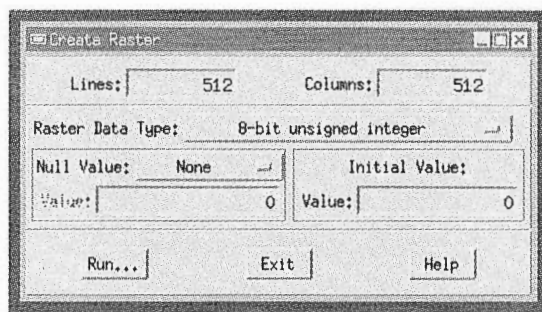 Create Raster
Lines: 512 Columns: 512
Raster Data Type: 8-bit unsigned integer
Null Value: None Initial Value:
Value: 0 Value: 0
Run... Exit Help